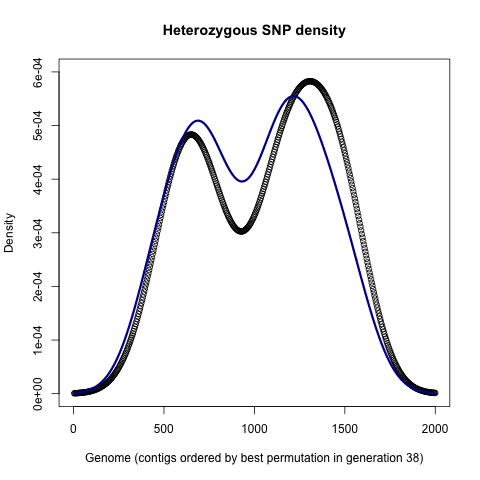 Heterozygous SNP density
Density
6e-04
5e-04
4e-04
3e-04
2e-04
1e-04
0e+00
0 500 1000 1500 2000
Genome (contigs ordered by best permutation in generation 38)